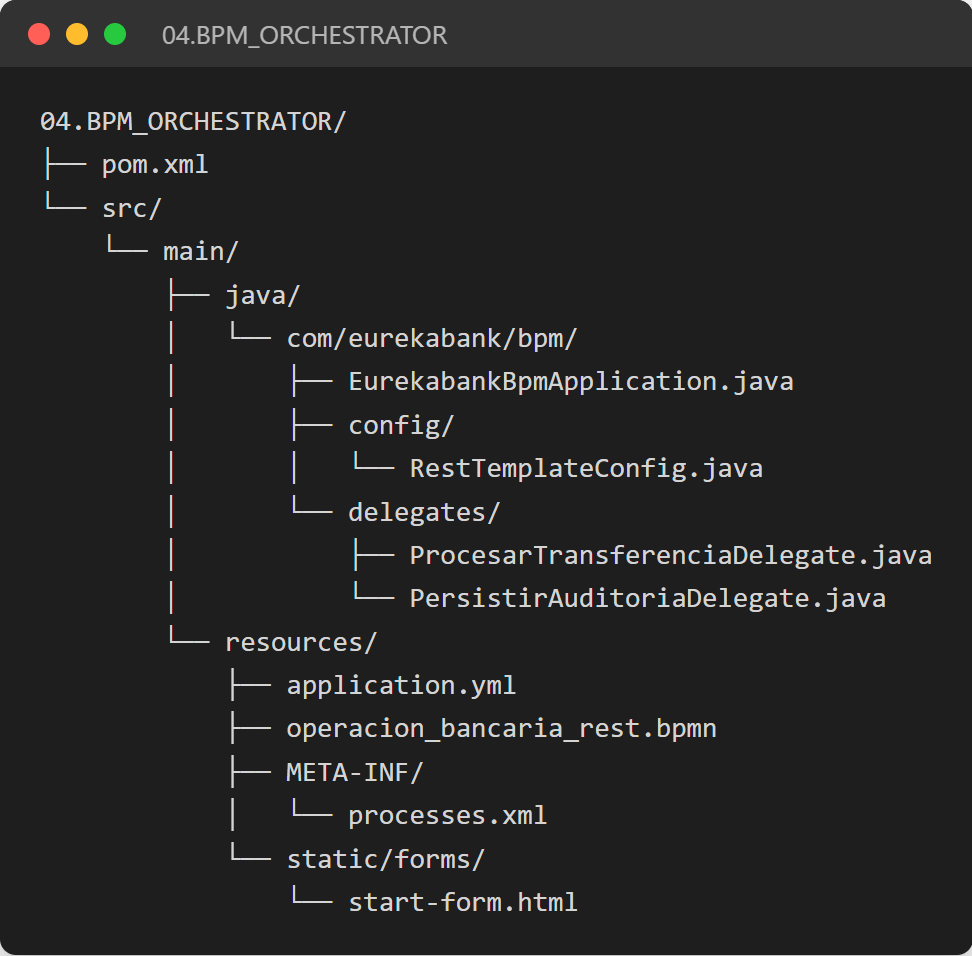 04.BPM_ORCHESTRATOR
04.BPM_ORCHESTRATOR/
├── pom.xml
└── src/
    └── main/
        ├── java/
        │   └── com/eurekabank/bpm/
        │       ├── EurekabankBpmApplication.java
        │       ├── config/
        │       │   └── RestTemplateConfig.java
        │       └── delegates/
        │           ├── ProcesarTransferenciaDelegate.java
        │           └── PersistirAuditoriaDelegate.java
        └── resources/
            ├── application.yml
            ├── operacion_bancaria_rest.bpmn
            ├── META-INF/
            │   └── processes.xml
            └── static/forms/
                └── start-form.html